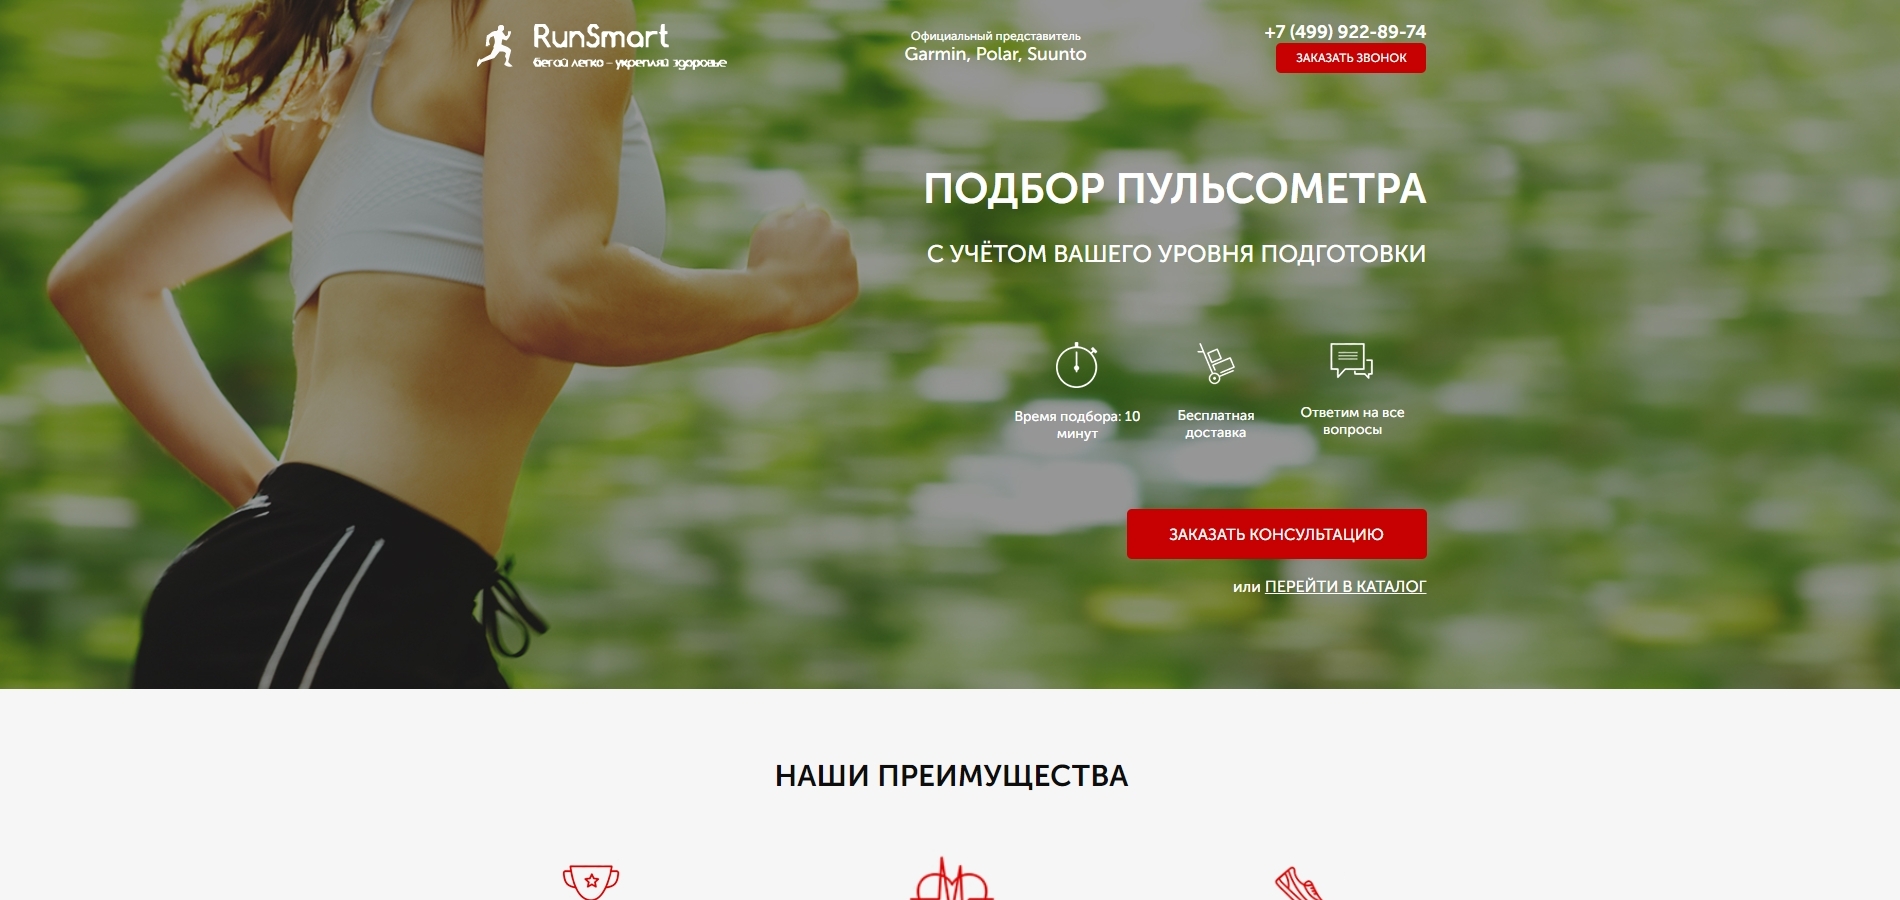 RunSmart
бегай легко – укрепляй здоровье
Официальный представитель
Garmin, Polar, Suunto
+7 (499) 922-89-74
ЗАКАЗАТЬ ЗВОНОК
ПОДБОР ПУЛЬСОМЕТРА
С УЧЁТОМ ВАШЕГО УРОВНЯ ПОДГОТОВКИ
Время подбора: 10
минут
Бесплатная
доставка
Ответим на все
вопросы
ЗАКАЗАТЬ КОНСУЛЬТАЦИЮ
или ПЕРЕЙТИ В КАТАЛОГ
НАШИ ПРЕИМУЩЕСТВА